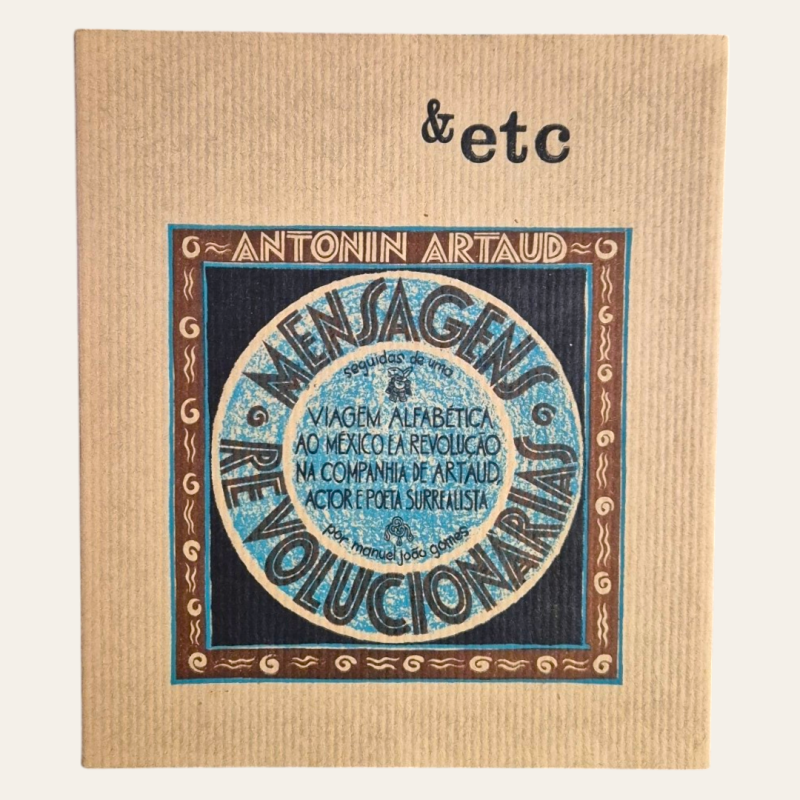 &etc
ANTONIN ARTAUD
MENSAGENS
seguidas de uma
VIAGEM ALFABÉTICA
AO MÉXICO E À REVOLUÇÃO
NA COMPANHIA DE ARTAUD,
ACTOR E POETA SURREALISTA
por manuel joão gomes
REVOLUCIONÁRIAS